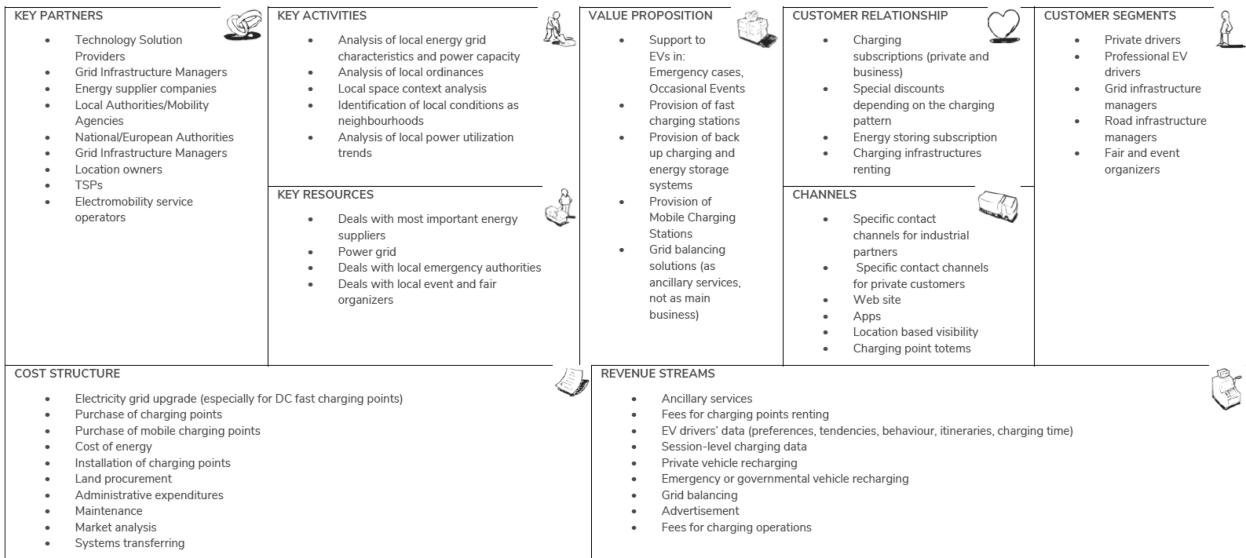 KEY PARTNERS
• Technology Solution
Providers
• Grid Infrastructure Managers
• Energy supplier companies
• Local Authorities/Mobility
Agencies
• National/European Authorities
• Grid Infrastructure Managers
• Location owners
• TSPs
• Electromobility service
operators
KEY ACTIVITIES
• Analysis of local energy grid
characteristics and power capacity
• Analysis of local ordinances
• Local space context analysis
• Identification of local conditions as
neighbourhoods
• Analysis of local power utilization
trends
KEY RESOURCES
• Deals with most important energy
suppliers
• Power grid
• Deals with local emergency authorities
• Deals with local event and fair
organizers
VALUE PROPOSITION
• Support to
EVs in:
Emergency cases,
Occasional Events
• Provision of fast
charging stations
• Provision of back
up charging and
energy storage
systems
• Provision of
Mobile Charging
Stations
• Grid balancing
solutions (as
ancillary services,
not as main
business)
CUSTOMER RELATIONSHIP
• Charging
subscriptions (private and
business)
• Special discounts
depending on the charging
pattern
• Energy storing subscription
• Charging infrastructures
renting
CHANNELS
• Specific contact
channels for industrial
partners
• Specific contact channels
for private customers
• Web site
• Apps
• Location based visibility
• Charging point totems
CUSTOMER SEGMENTS
• Private drivers
• Professional EV
drivers
• Grid infrastructure
managers
• Road infrastructure
managers
• Fair and event
organizers
COST STRUCTURE
• Electricity grid upgrade (especially for DC fast charging points)
• Purchase of charging points
• Purchase of mobile charging points
• Cost of energy
• Installation of charging points
• Land procurement
• Administrative expenditures
• Maintenance
• Market analysis
• Systems transferring
REVENUE STREAMS
• Ancillary services
• Fees for charging points renting
• EV drivers' data (preferences, tendencies, behaviour, itineraries, charging time)
• Session-level charging data
• Private vehicle recharging
• Emergency or governmental vehicle recharging
• Grid balancing
• Advertisement
• Fees for charging operations